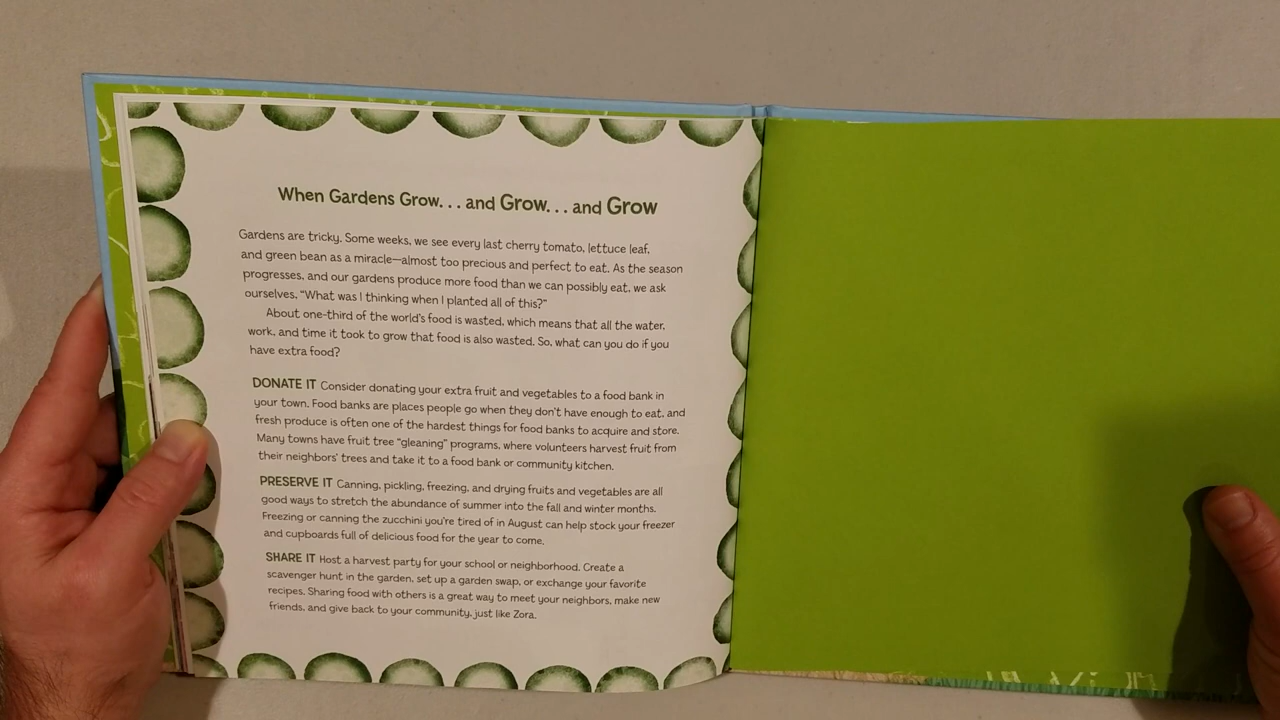 When Gardens Grow. . . and Grow. . . and Grow
Gardens are tricky. Some weeks, we see every last cherry tomato, lettuce leaf,
and green bean as a miracle—almost too precious and perfect to eat. As the season
progresses, and our gardens produce more food than we can possibly eat, we ask
ourselves, “What was I thinking when I planted all of this?”
About one-third of the world’s food is wasted, which means that all the water,
work, and time it took to grow that food is also wasted. So, what can you do if you
have extra food?
DONATE IT Consider donating your extra fruit and vegetables to a food bank in
your town. Food banks are places people go when they don’t have enough to eat, and
fresh produce is often one of the hardest things for food banks to acquire and store.
Many towns have fruit tree “gleaning” programs, where volunteers harvest fruit from
their neighbors’ trees and take it to a food bank or community kitchen.
PRESERVE IT Canning, pickling, freezing, and drying fruits and vegetables are all
good ways to stretch the abundance of summer into the fall and winter months.
Freezing or canning the zucchini you’re tired of in August can help stock your freezer
and cupboards full of delicious food for the year to come.
SHARE IT Host a harvest party for your school or neighborhood. Create a
scavenger hunt in the garden, set up a garden swap, or exchange your favorite
recipes. Sharing food with others is a great way to meet your neighbors, make new
friends, and give back to your community, just like Zora.